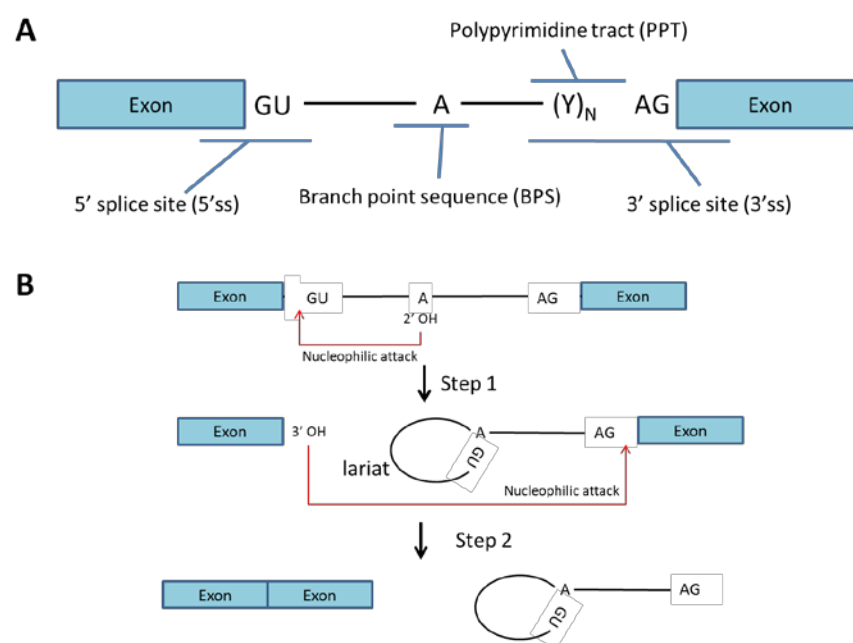 A
Polypyrimidine tract (PPT)
Exon GU A (Y)N AG Exon
5' splice site (5'ss)
Branch point sequence (BPS)
3' splice site (3'ss)
B
Exon GU A AG Exon
2' OH
Nucleophilic attack
Step 1
Exon 3' OH A AG Exon
GU
lariat
Nucleophilic attack
Step 2
Exon Exon A AG
GU